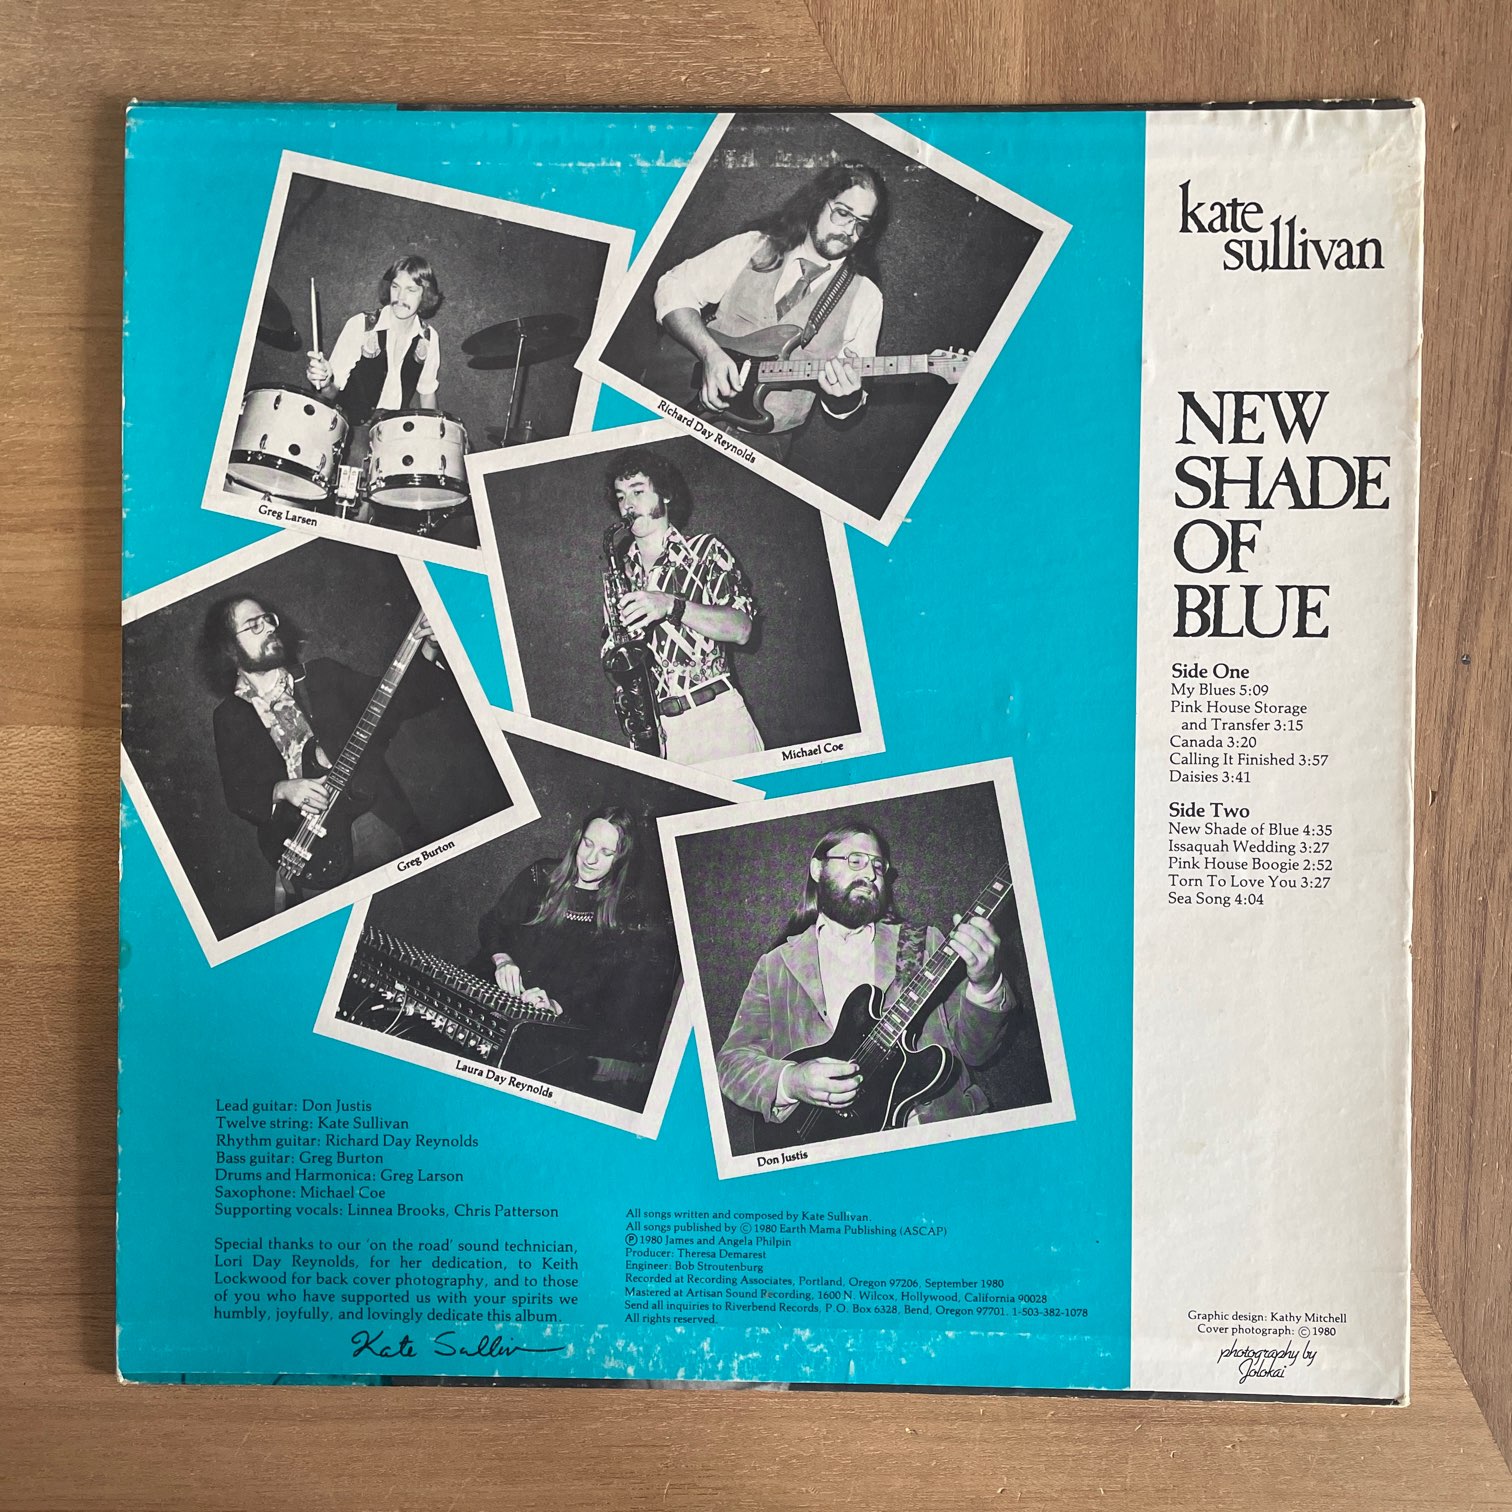 kate
sullivan
NEW
SHADE
OF
BLUE
Side One
My Blues 5:09
Pink House Storage
and Transfer 3:15
Canada 3:20
Calling It Finished 3:57
Daisies 3:41
Side Two
New Shade of Blue 4:35
Issaquah Wedding 3:27
Pink House Boogie 2:52
Torn To Love You 3:27
Sea Song 4:04
Greg Larsen
Richard Day Reynolds
Michael Coe
Greg Burton
Laura Day Reynolds
Don Justis
Lead guitar: Don Justis
Twelve string: Kate Sullivan
Rhythm guitar: Richard Day Reynolds
Bass guitar: Greg Burton
Drums and Harmonica: Greg Larson
Saxophone: Michael Coe
Supporting vocals: Linnea Brooks, Chris Patterson
Special thanks to our 'on the road' sound technician,
Lori Day Reynolds, for her dedication, to Keith
Lockwood for back cover photography, and to those
of you who have supported us with your spirits we
humbly, joyfully, and lovingly dedicate this album.
Kate Sullivan
All songs written and composed by Kate Sullivan.
All songs published by © 1980 Earth Mama Publishing (ASCAP)
℗ 1980 James and Angela Philpin
Producer: Theresa Demarest
Engineer: Bob Stroutenburg
Recorded at Recording Associates, Portland, Oregon 97206, September 1980
Mastered at Artisan Sound Recording, 1600 N. Wilcox, Hollywood, California 90028
Send all inquiries to Riverbend Records, P.O. Box 6328, Bend, Oregon 97701. 1-503-382-1078
All rights reserved.
Graphic design: Kathy Mitchell
Cover photograph: © 1980
photography by
Jolokai